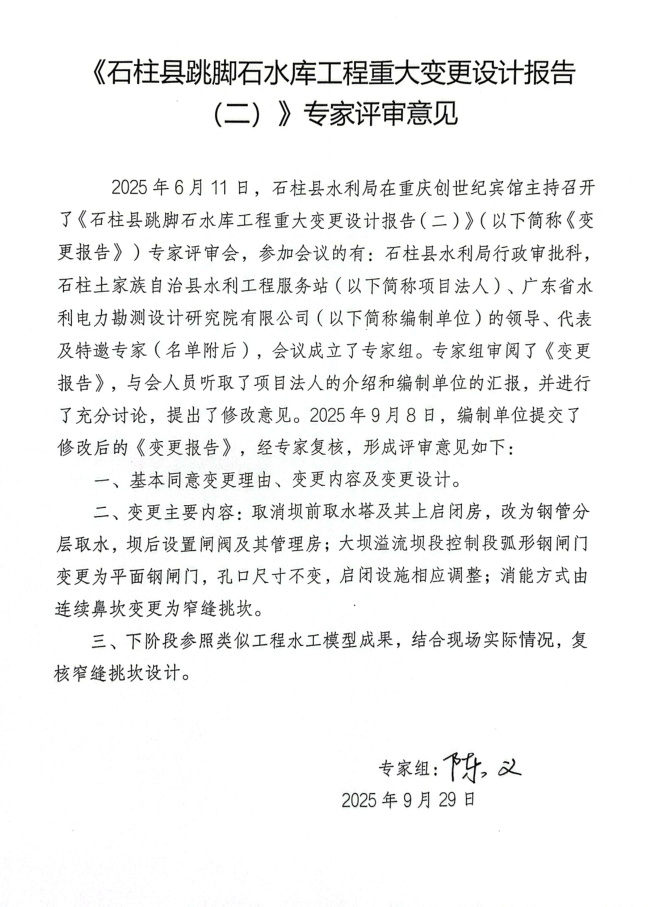 《石柱县跳脚石水库工程重大变更设计报告
（二）》专家评审意见
2025年6月11日，石柱县水利局在重庆创世纪宾馆主持召开
了《石柱县跳脚石水库工程重大变更设计报告（二）》（以下简称《变
更报告》）专家评审会，参加会议的有：石柱县水利局行政审批科，
石柱土家族自治县水利工程服务站（以下简称项目法人）、广东省水
利电力勘测设计研究院有限公司（以下简称编制单位）的领导、代表
及特邀专家（名单附后），会议成立了专家组。专家组审阅了《变更
报告》，与会人员听取了项目法人的介绍和编制单位的汇报，并进行
了充分讨论，提出了修改意见。2025年9月8日，编制单位提交了
修改后的《变更报告》，经专家复核，形成评审意见如下：
一、基本同意变更理由、变更内容及变更设计。
二、变更主要内容：取消坝前取水塔及其上启闭房，改为钢管分
层取水，坝后设置闸阀及其管理房；大坝溢流坝段控制段弧形钢闸门
变更为平面钢闸门，孔口尺寸不变，启闭设施相应调整；消能方式由
连续鼻坎变更为窄缝挑坎。
三、下阶段参照类似工程水工模型成果，结合现场实际情况，复
核窄缝挑坎设计。
专家组：陈义
2025年9月29日